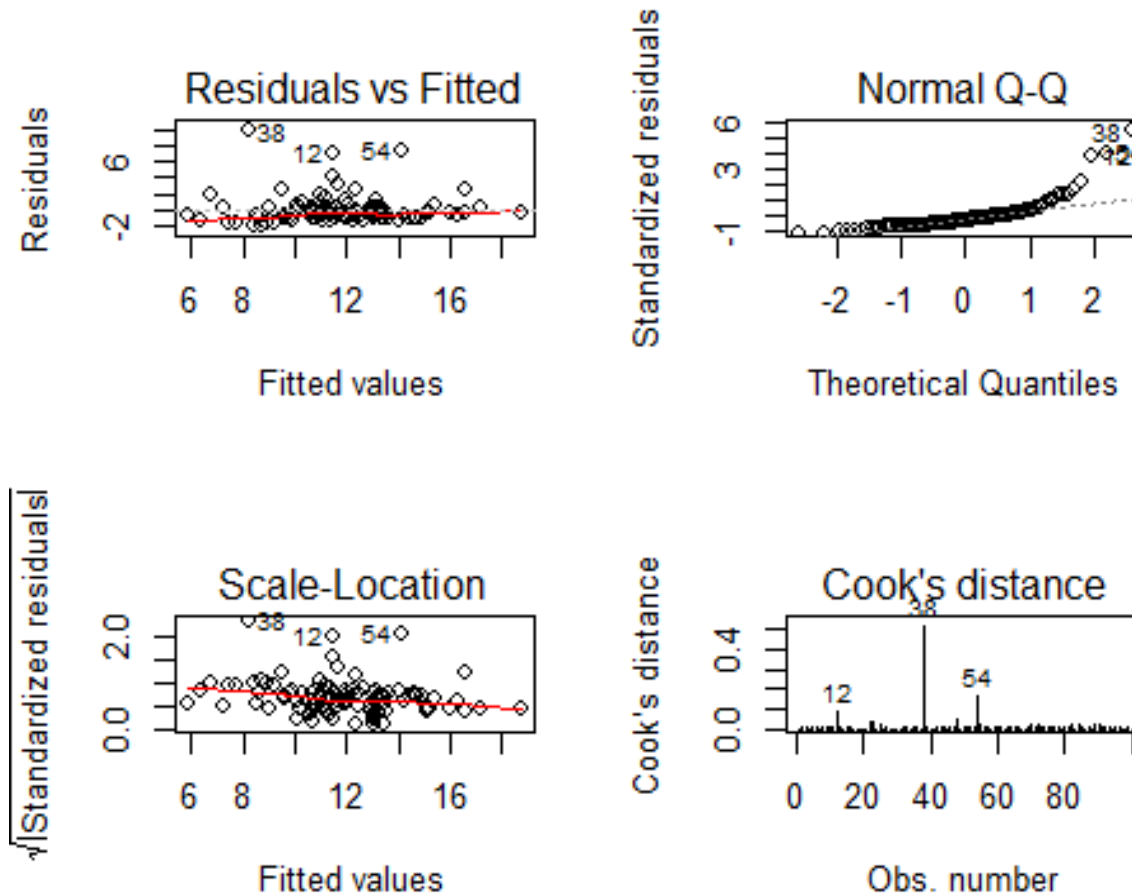 Residuals vs Fitted
Residuals
6
-2
38
12
54
6 8 12 16
Fitted values
Normal Q-Q
Standardized residuals
6
3
-1
38
-2 -1 0 1 2
Theoretical Quantiles
Scale-Location
√|Standardized residuals|
2.0
0.0
38
12
54
6 8 12 16
Fitted values
Cook's distance
Cook's distance
0.4
0.0
38
12
54
0 20 40 60 80
Obs. number